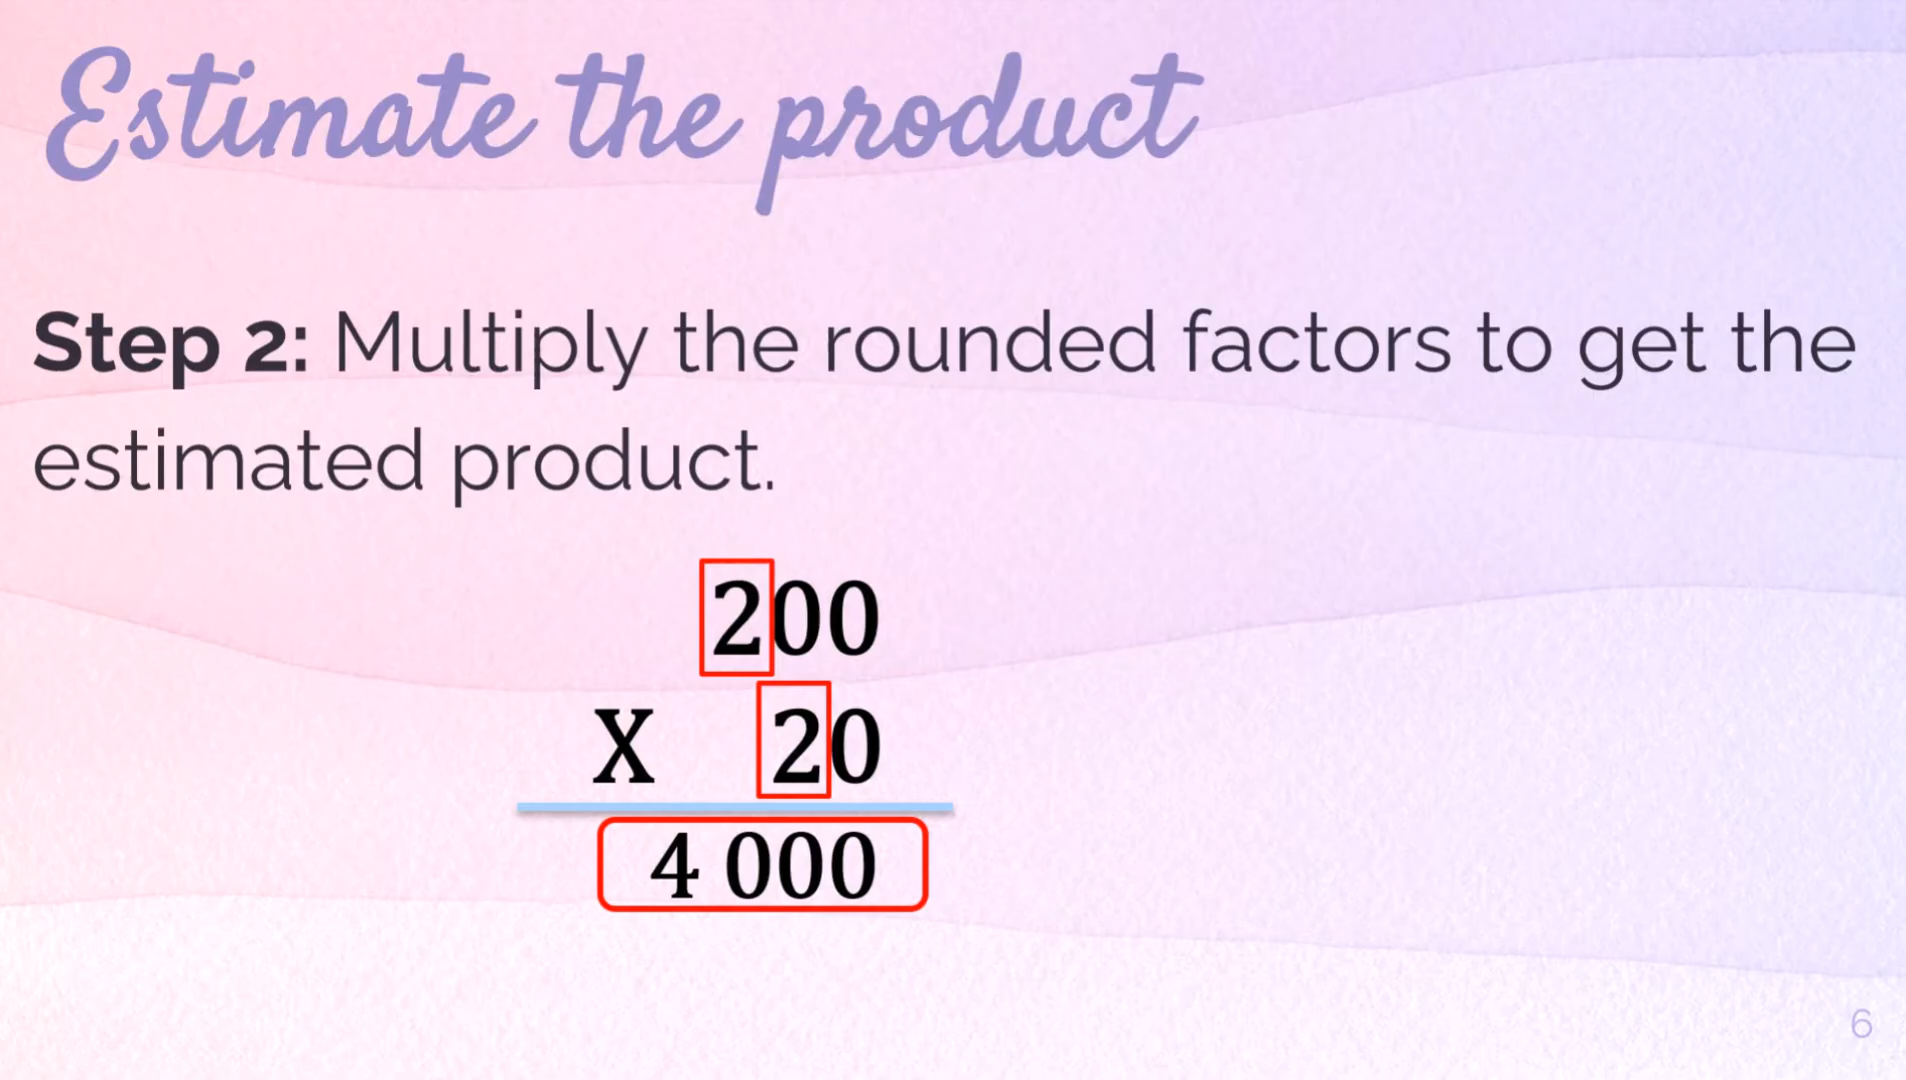 Estimate the product
Step 2: Multiply the rounded factors to get the
estimated product.
200
X 20
4 000
6